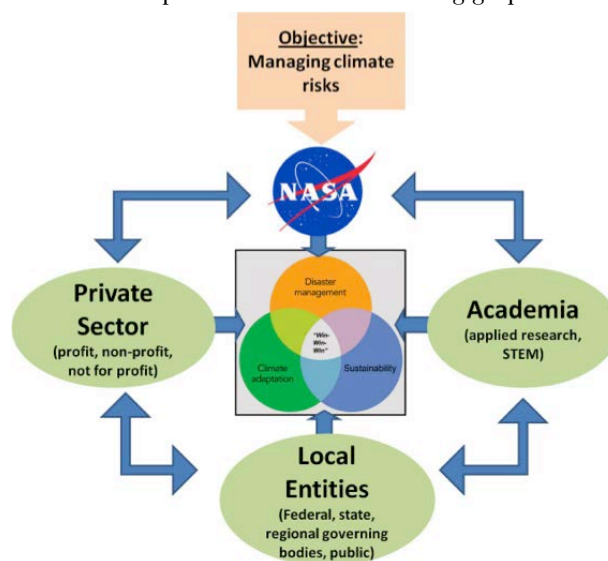 Objective:
Managing climate
risks
NASA
Disaster
management
"Win-
Win-
Win"
Climate
adaptation
Sustainability
Private
Sector
(profit, non-profit,
not for profit)
Academia
(applied research,
STEM)
Local
Entities
(Federal, state,
regional governing
bodies, public)